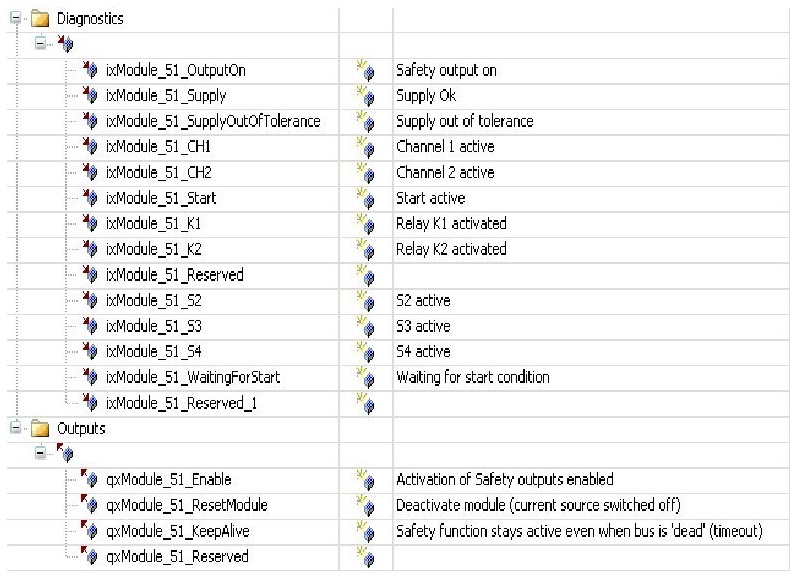 Diagnostics
ixModule_51_OutputOn Safety output on
ixModule_51_Supply Supply Ok
ixModule_51_SupplyOutOfTolerance Supply out of tolerance
ixModule_51_CH1 Channel 1 active
ixModule_51_CH2 Channel 2 active
ixModule_51_Start Start active
ixModule_51_K1 Relay K1 activated
ixModule_51_K2 Relay K2 activated
ixModule_51_Reserved
ixModule_51_S2 S2 active
ixModule_51_S3 S3 active
ixModule_51_S4 S4 active
ixModule_51_WaitingForStart Waiting for start condition
ixModule_51_Reserved_1
Outputs
qxModule_51_Enable Activation of Safety outputs enabled
qxModule_51_ResetModule Deactivate module (current source switched off)
qxModule_51_KeepAlive Safety function stays active even when bus is 'dead' (timeout)
qxModule_51_Reserved